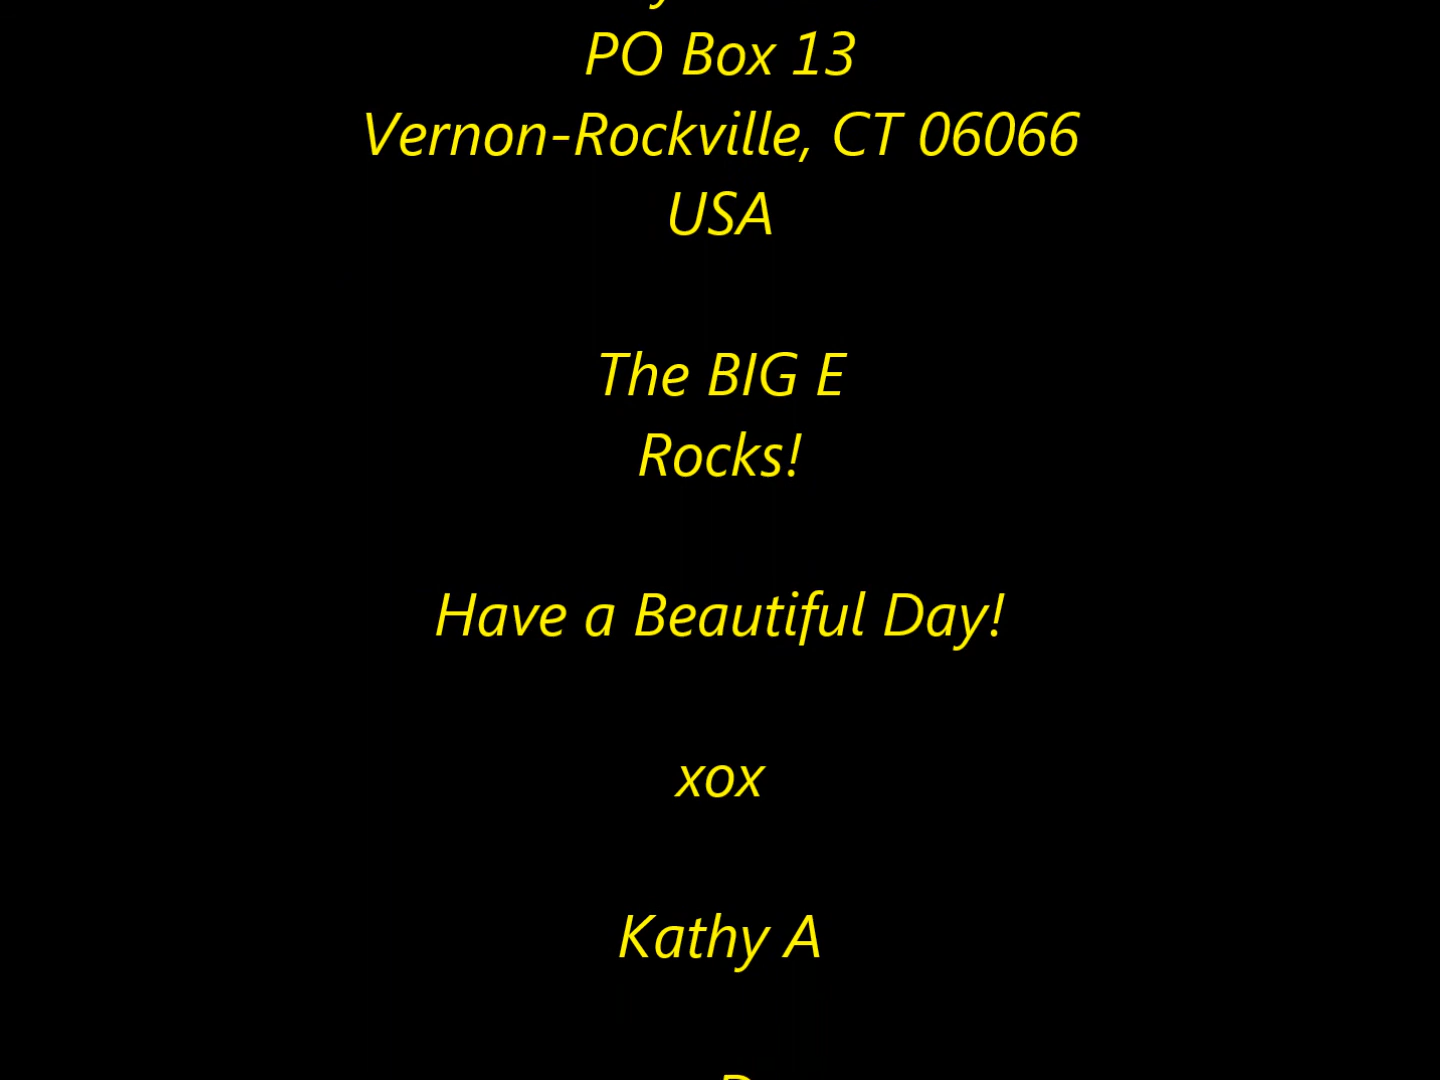 PO Box 13
Vernon-Rockville, CT 06066
USA
The BIG E
Rocks!
Have a Beautiful Day!
xox
Kathy A